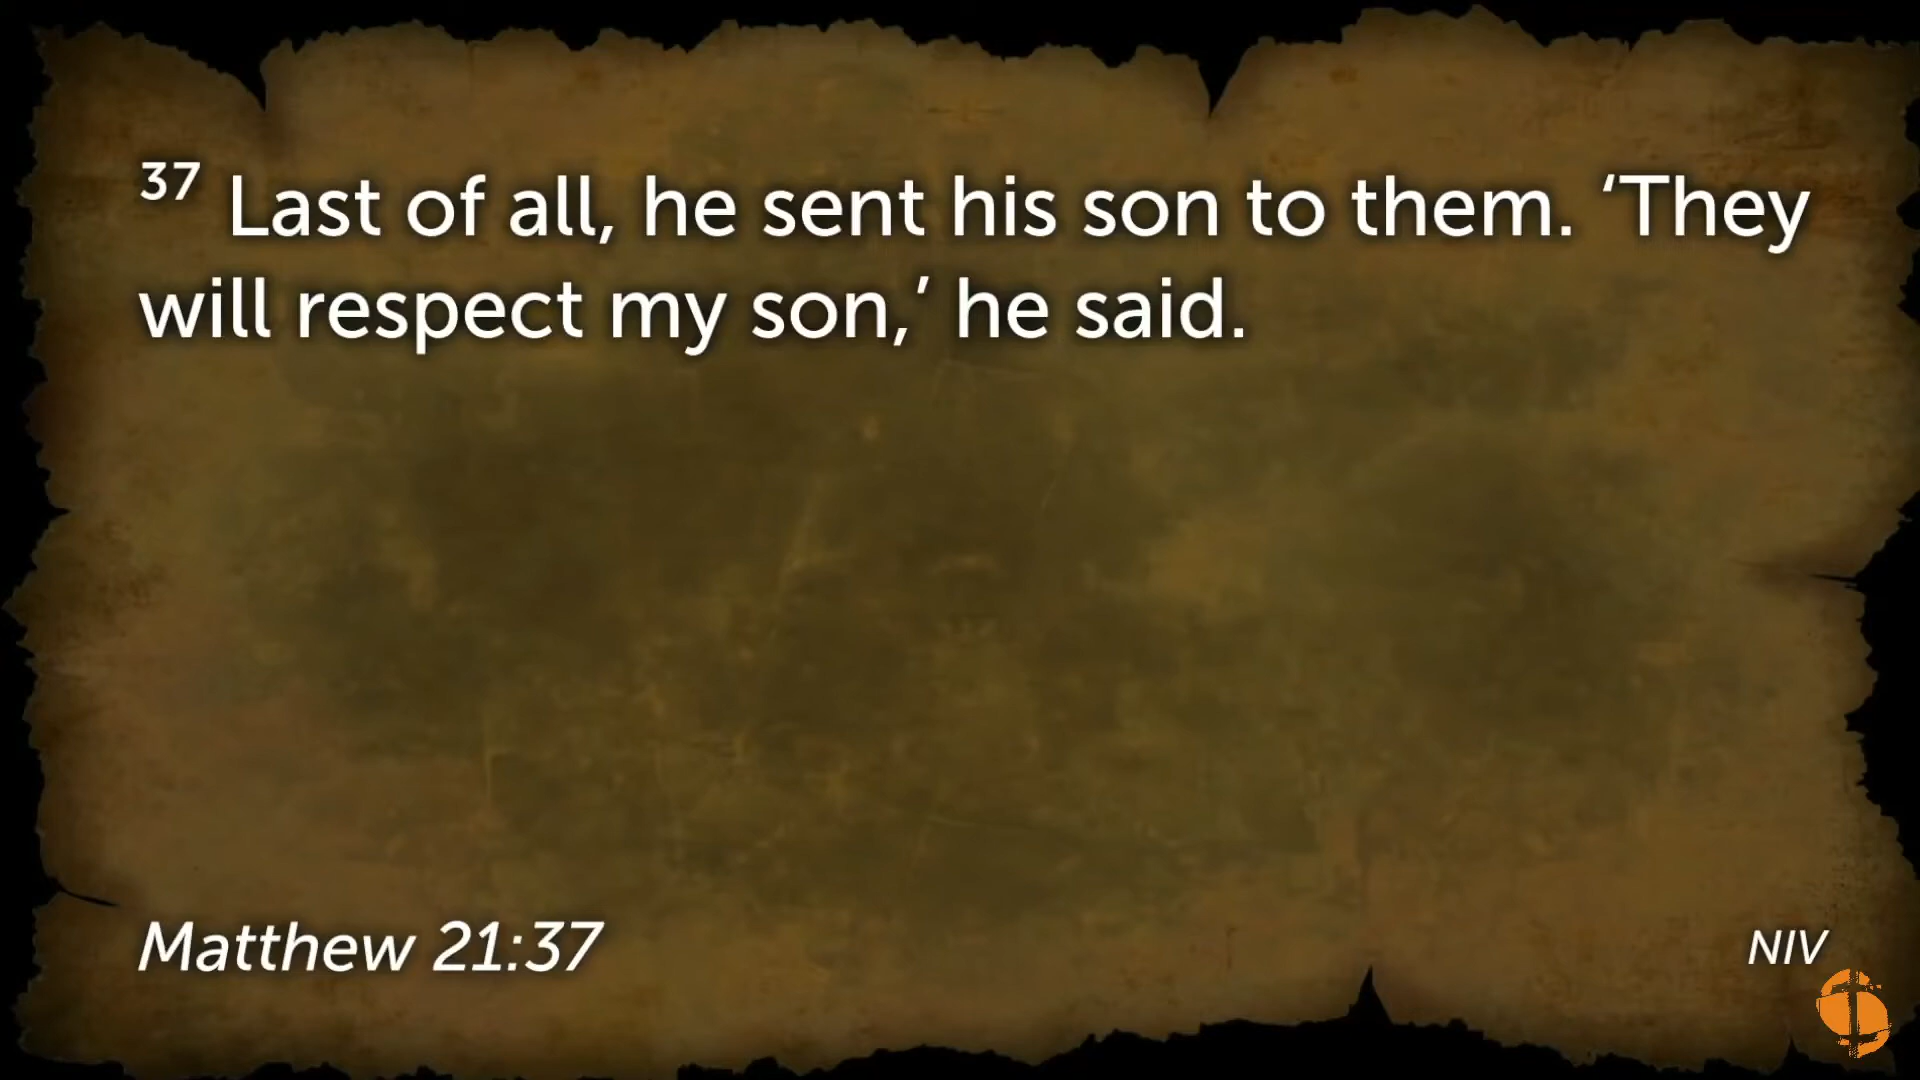 37 Last of all, he sent his son to them. ‘They
will respect my son,’ he said.
Matthew 21:37
NIV